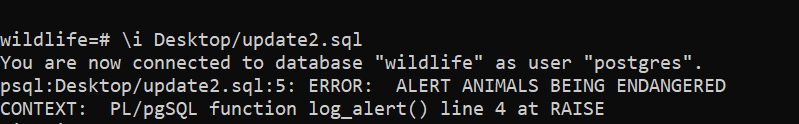 wildlife=# \i Desktop/update2.sql
You are now connected to database "wildlife" as user "postgres".
psql:Desktop/update2.sql:5: ERROR:  ALERT ANIMALS BEING ENDANGERED
CONTEXT:  PL/pgSQL function log_alert() line 4 at RAISE